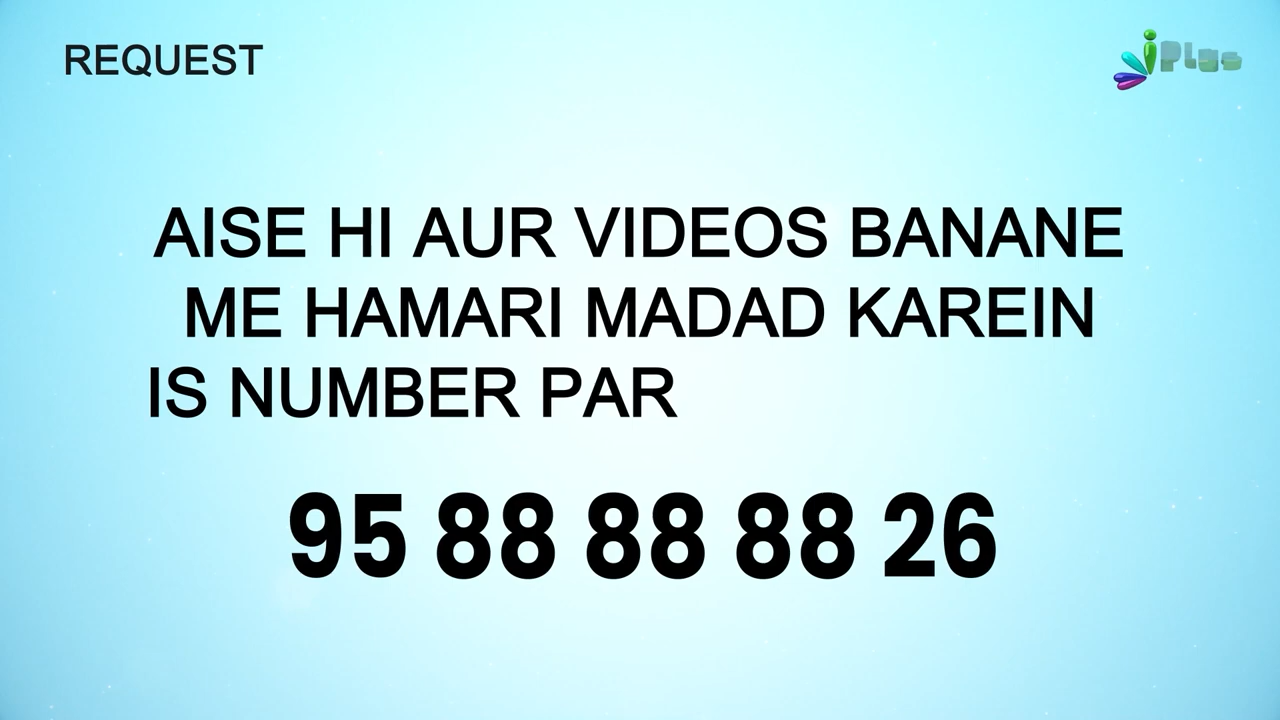 REQUEST
iPlus
AISE HI AUR VIDEOS BANANE
ME HAMARI MADAD KAREIN
IS NUMBER PAR
95 88 88 88 26